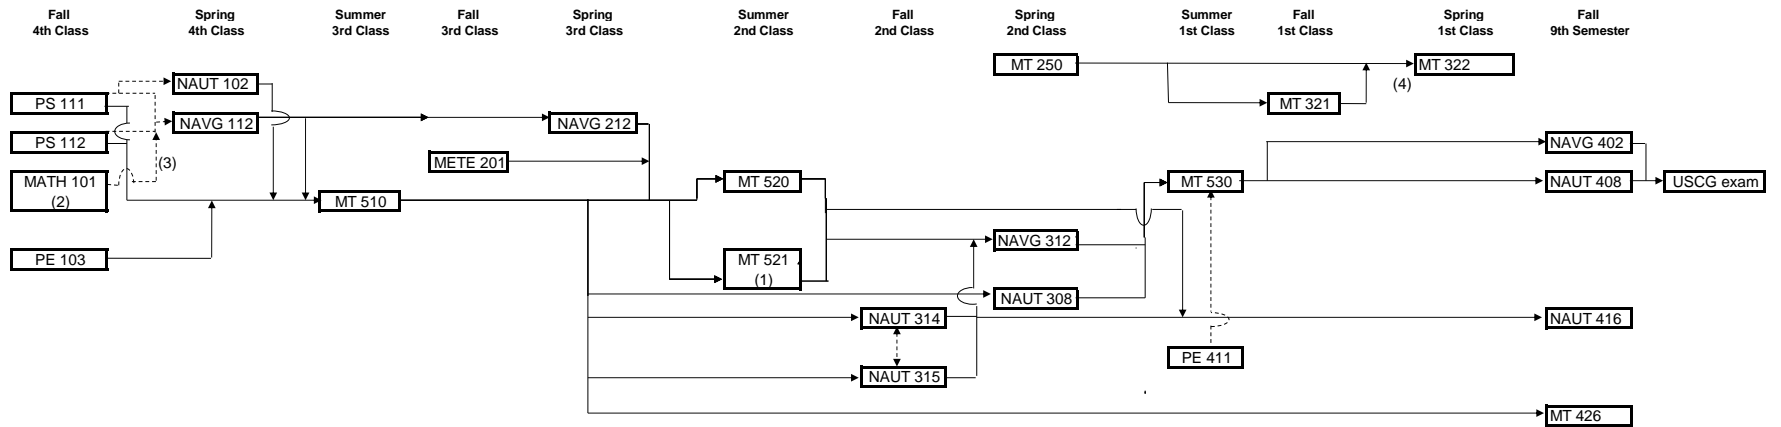 Fall
4th Class
Spring
4th Class
Summer
3rd Class
Fall
3rd Class
Spring
3rd Class
Summer
2nd Class
Fall
2nd Class
Spring
2nd Class
Summer
1st Class
Fall
1st Class
Spring
1st Class
Fall
9th Semester
MT 250
MT 322
(4)
NAUT 102
PS 111
MT 321
NAVG 112
NAVG 212
PS 112
NAVG 402
METE 201
(3)
MATH 101
(2)
MT 520
MT 530
NAUT 408
USCG exam
MT 510
NAVG 312
PE 103
MT 521
(1)
NAUT 308
NAUT 314
NAUT 416
PE 411
NAUT 315
MT 426